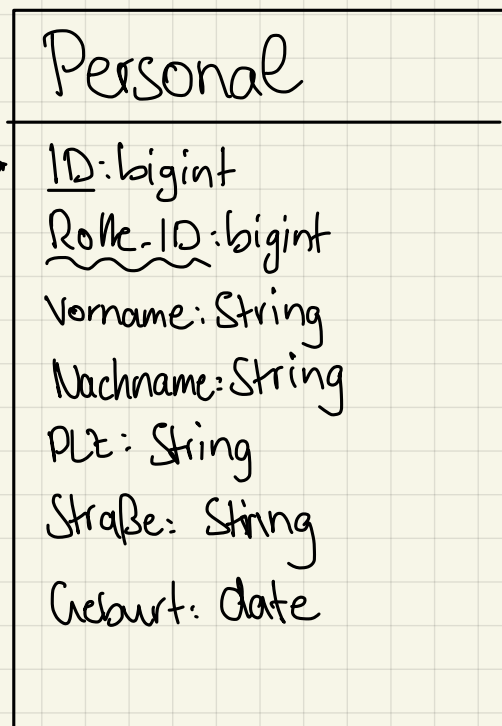 Personal
ID: bigint
Rolle-ID: bigint
Vorname: String
Nachname: String
PLZ: String
Straße: String
Geburt: date